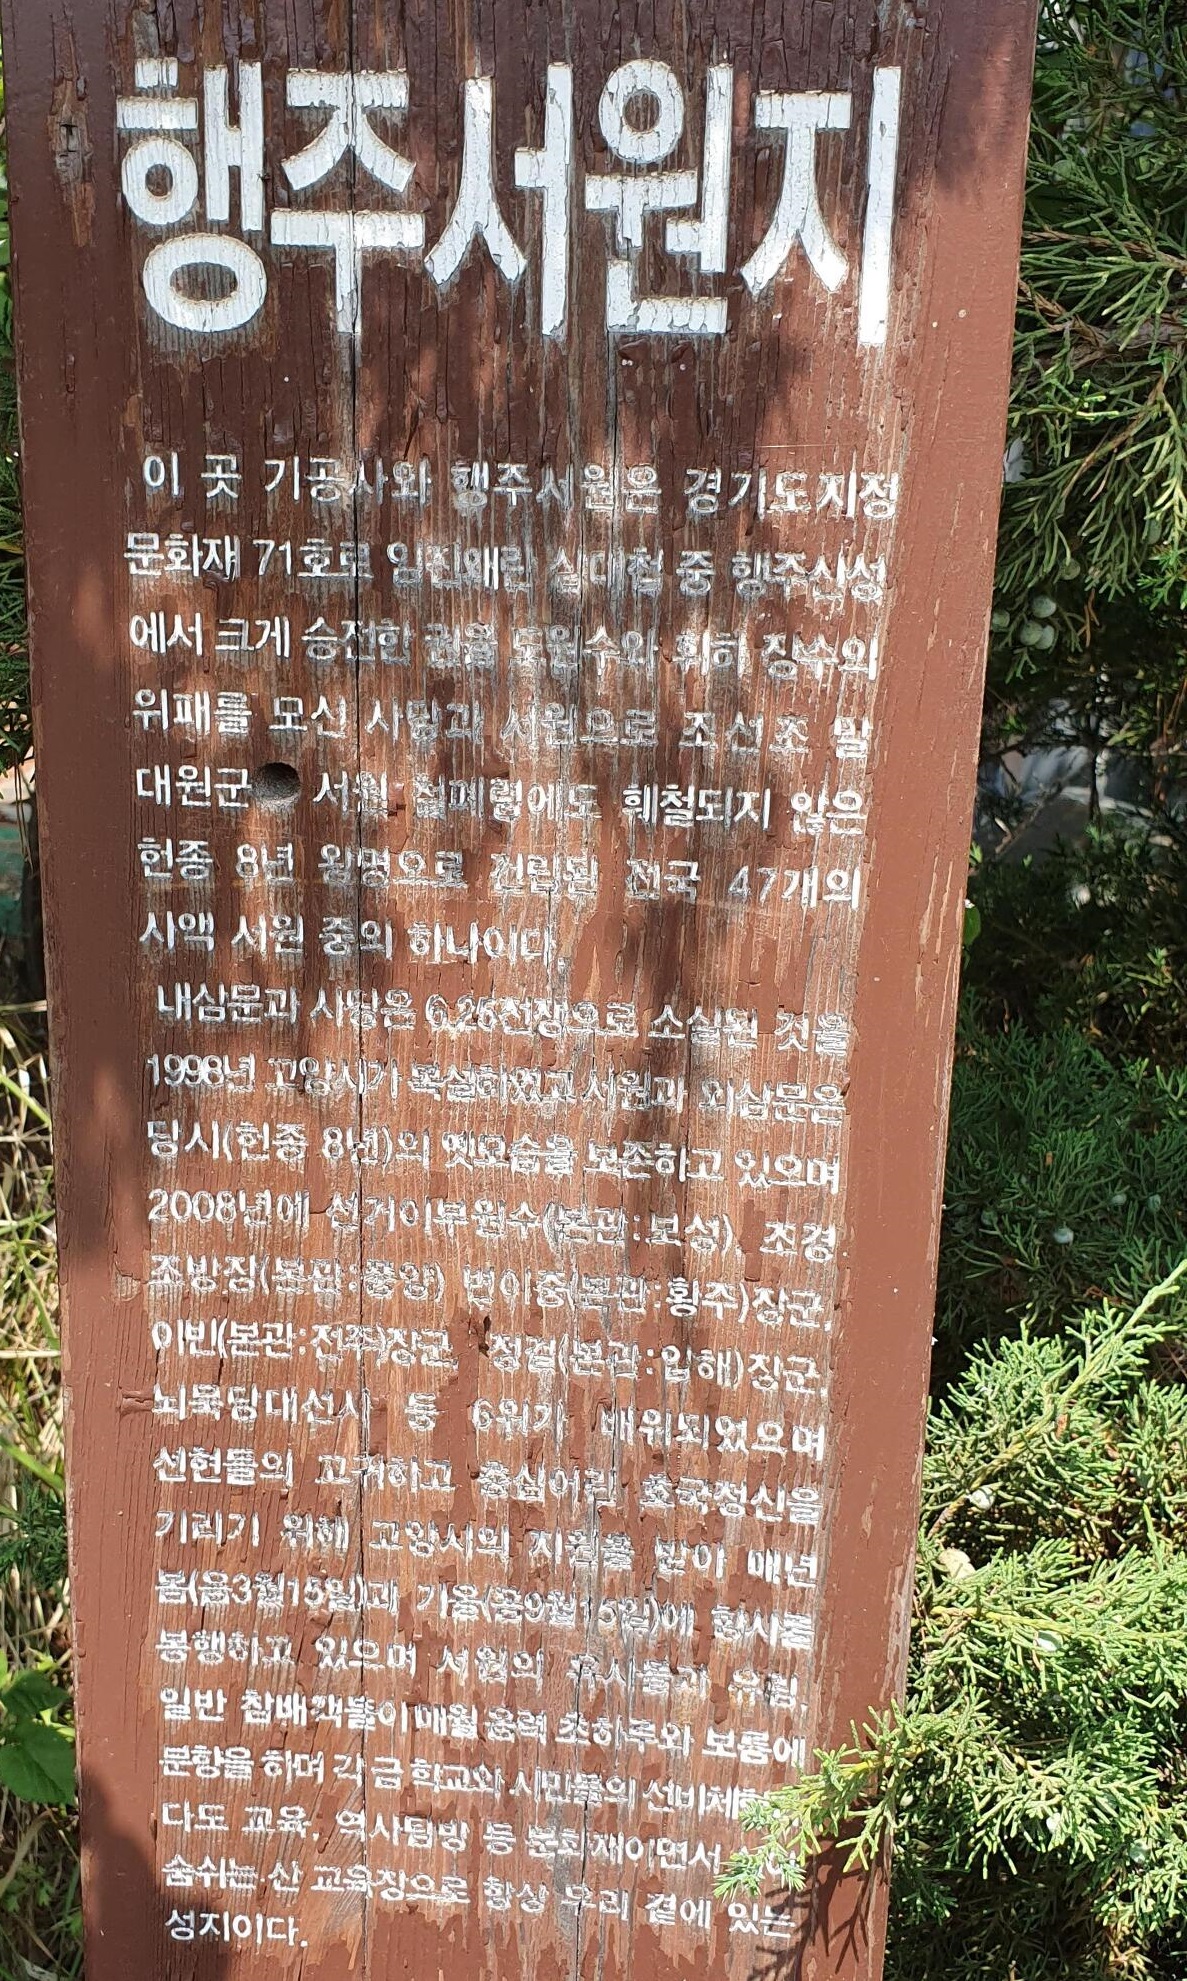 행주서원지
이 곳 기공사와 행주서원은 경기도지정
문화재 71호로 임진왜란 삼대첩 중 행주산성
에서 크게 승전한 권율 도원수와 휘하 장수의
위패를 모신 사당과 서원으로 조선조 말
대원군 서원 철폐령에도 훼철되지 않은
헌종 8년 왕명으로 건립된 전국 47개의
사액 서원 중의 하나이다.
내삼문과 사당은 6.25전쟁으로 소실된 것을
1998년 고양시가 복설하였고 서원과 외삼문은
당시(헌종 8년)의 옛모습을 보존하고 있으며
2008년에 선거이부원수(본관:보성), 조경
조방장(본관:풍양) 변이중(본관:황주)장군,
이빈(본관:전주)장군, 정걸(본관:압해)장군,
뇌묵당대선사 등 6위가 배위되었으며
선현들의 고귀하고 충심어린 호국정신을
기리기 위해 고양시의 지원을 받아 매년
봄(음3월15일)과 가을(음9월15일)에 향사를
봉행하고 있으며 서원의 유사들과 유림,
일반 참배객들이 매월 음력 초하루와 보름에
분향을 하며 각급 학교와 시민들의 선비체험,
다도 교육, 역사탐방 등 문화재이면서
숨쉬는 산 교육장으로 항상 우리 곁에 있는
성지이다.